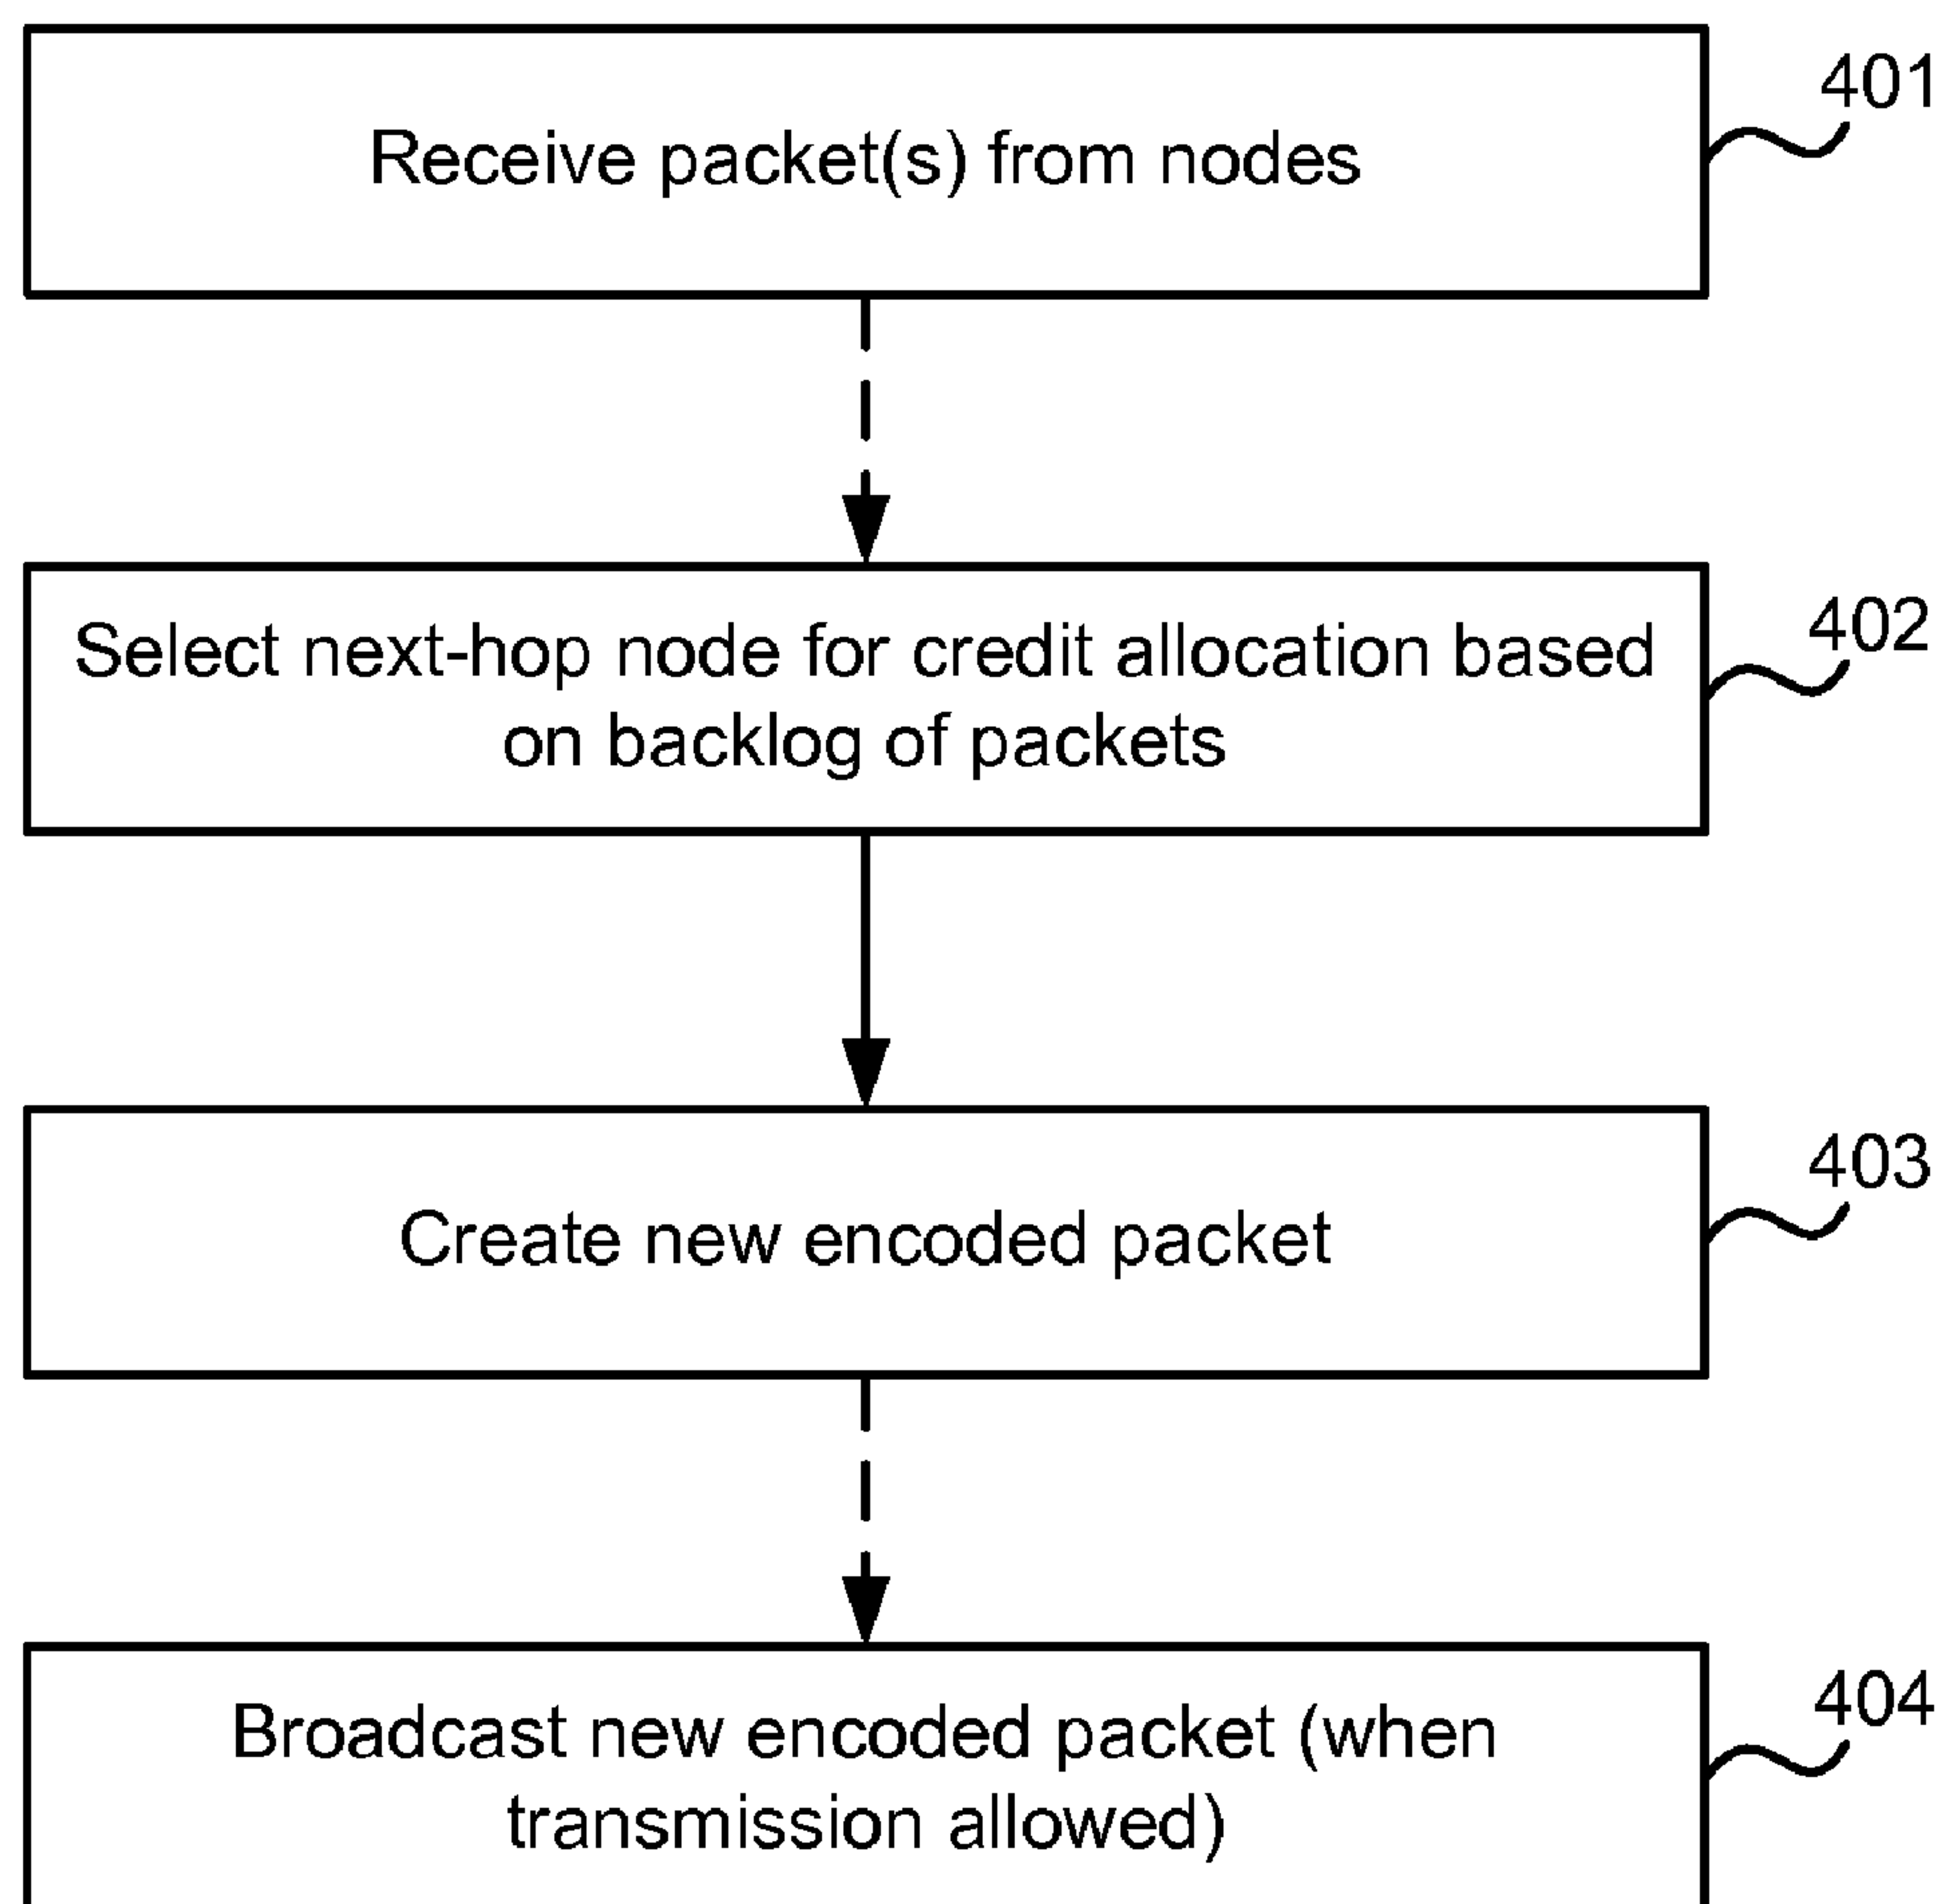 Receive packet(s) from nodes
401
Select next-hop node for credit allocation based
on backlog of packets
402
Create new encoded packet
403
Broadcast new encoded packet (when
transmission allowed)
404